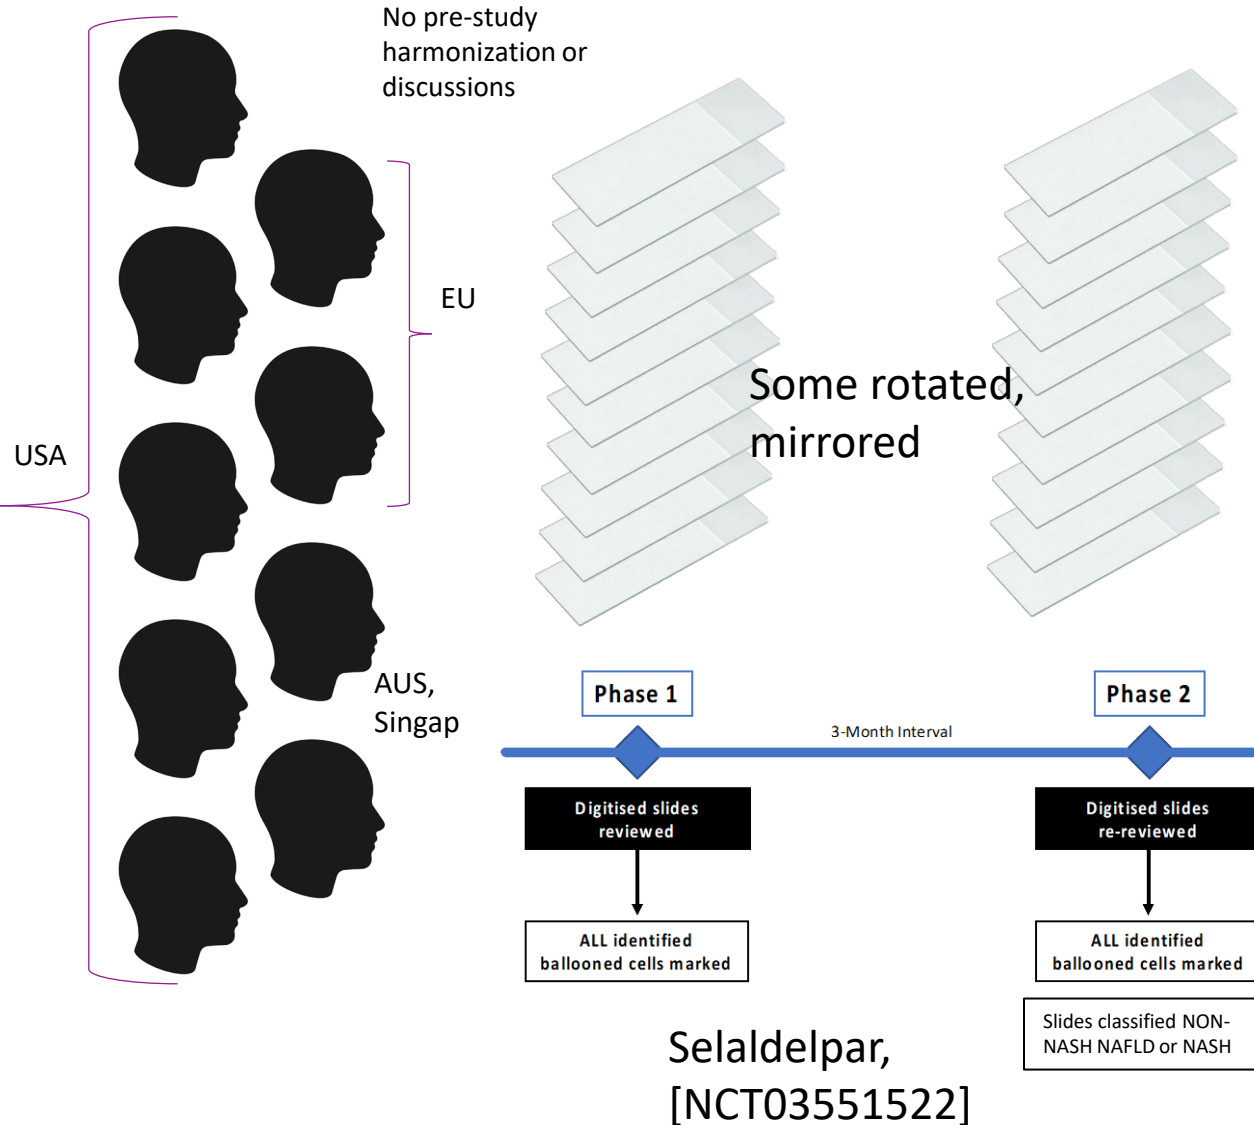 No pre-study
harmonization or
discussions
EU
USA
Some rotated,
mirrored
AUS,
Singap
Phase 1
Phase 2
3-Month Interval
Digitised slides
reviewed
Digitised slides
re-reviewed
ALL identified
ballooned cells marked
ALL identified
ballooned cells marked
Slides classified NON-
NASH NAFLD or NASH
Selaldelpar,
[NCT03551522]